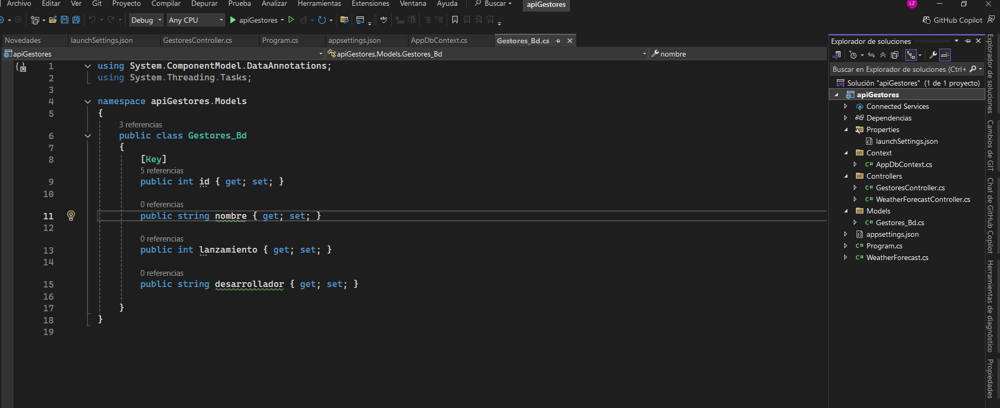 Archivo Editar Ver Git Proyecto Compilar Depurar Prueba Analizar Herramientas Extensiones Ventana Ayuda Buscar apiGestores LZ
Debug Any CPU apiGestores abc GitHub Copilot
Novedades launchSettings.json GestoresController.cs Program.cs appsettings.json AppDbContext.cs Gestores_Bd.cs
apiGestores apiGestores.Models.Gestores_Bd nombre
1 using System.ComponentModel.DataAnnotations;
2 using System.Threading.Tasks;
3
4 namespace apiGestores.Models
5 {
3 referencias
6 public class Gestores_Bd
7 {
8 [Key]
5 referencias
9 public int id { get; set; }
10
0 referencias
11 public string nombre { get; set; }
12
0 referencias
13 public int lanzamiento { get; set; }
14
0 referencias
15 public string desarrollador { get; set; }
16
17 }
18 }
19
Explorador de soluciones
Buscar en Explorador de soluciones (Ctrl+
Solución "apiGestores" (1 de 1 proyecto)
apiGestores
Connected Services
Dependencias
Properties
launchSettings.json
Context
C# AppDbContext.cs
Controllers
C# GestoresController.cs
C# WeatherForecastController.cs
Models
C# Gestores_Bd.cs
appsettings.json
C# Program.cs
C# WeatherForecast.cs
Explorador de soluciones
Cambios de GIT
Chat de GitHub Copilot
Herramientas de diagnóstico
Propiedades